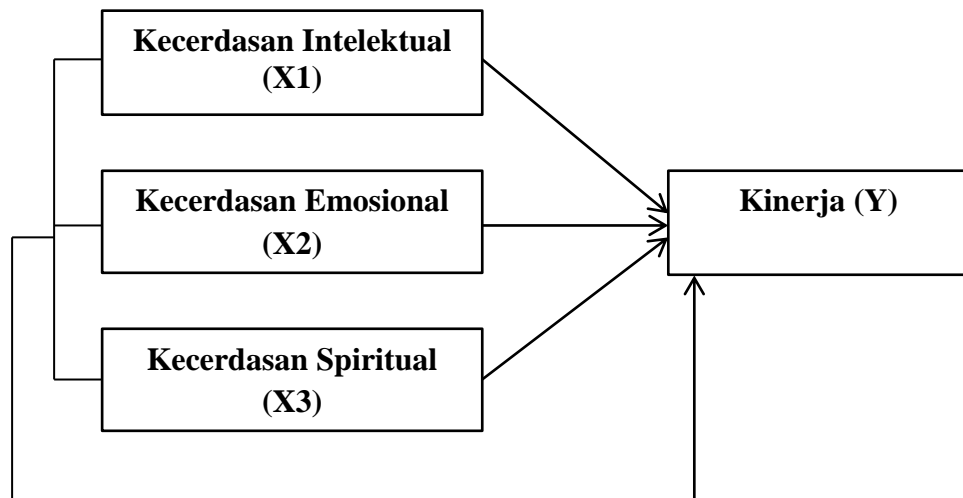 Kecerdasan Intelektual
(X1)
Kecerdasan Emosional
(X2)
Kinerja (Y)
Kecerdasan Spiritual
(X3)